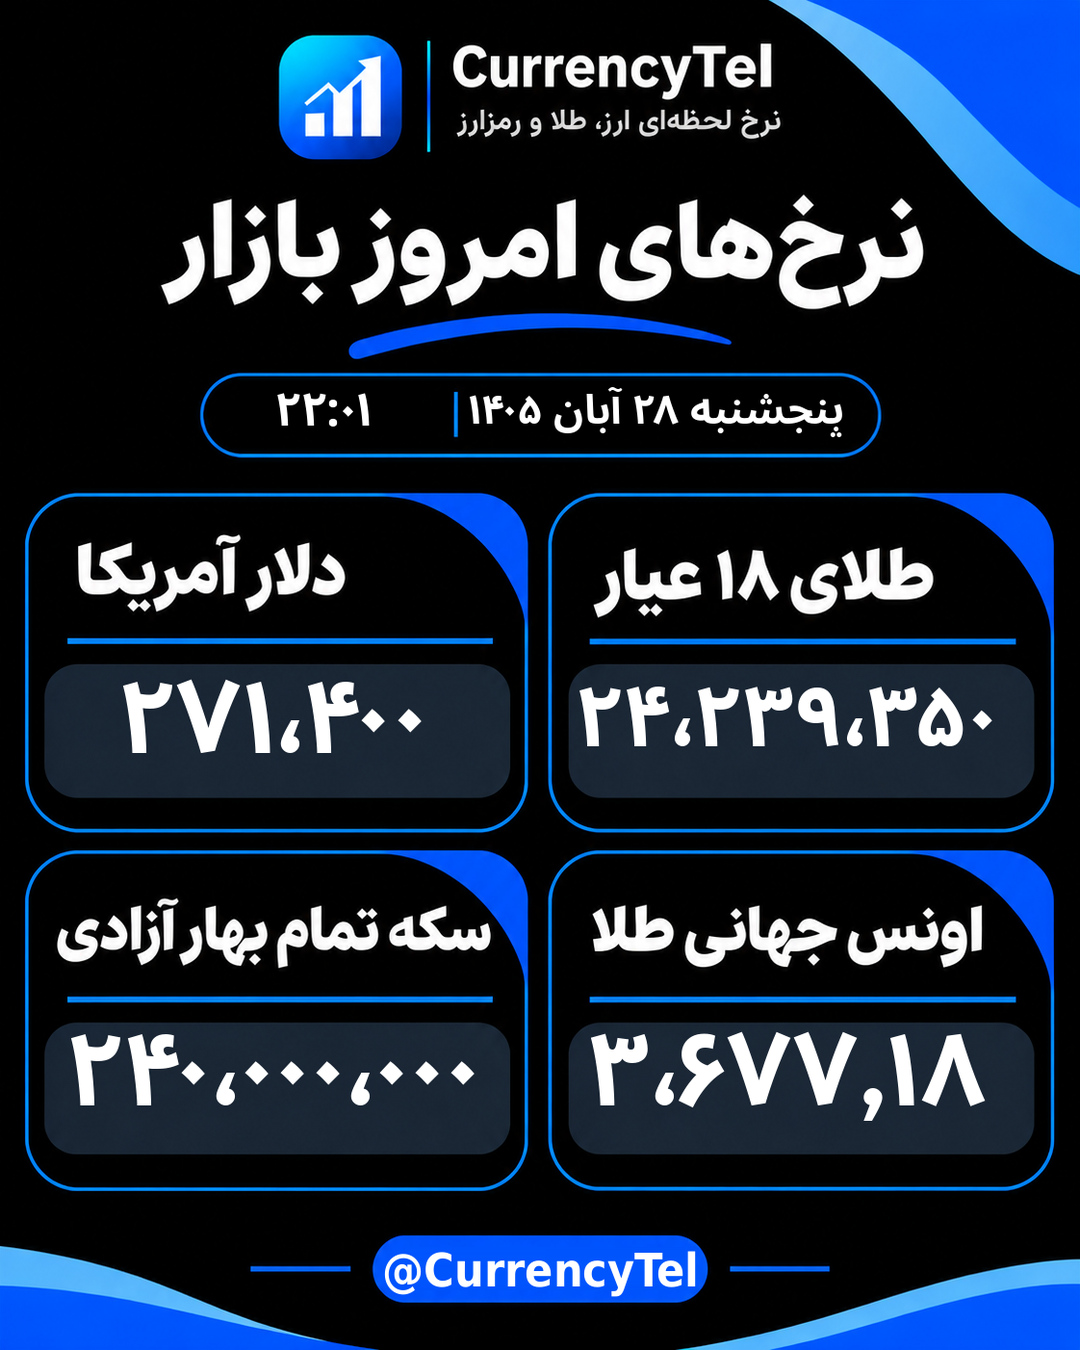 CurrencyTel
نرخ لحظه‌ای ارز، طلا و رمزارز
نرخ‌های امروز بازار
پنجشنبه ۲۸ آبان ۱۴۰۵ | ۲۲:۰۱
طلای ۱۸ عیار
۲۴،۲۳۹،۳۵۰
دلار آمریکا
۲۷۱،۴۰۰
اونس جهانی طلا
۳،۶۷۷,۱۸
سکه تمام بهار آزادی
۲۴۰،۰۰۰،۰۰۰
@CurrencyTel